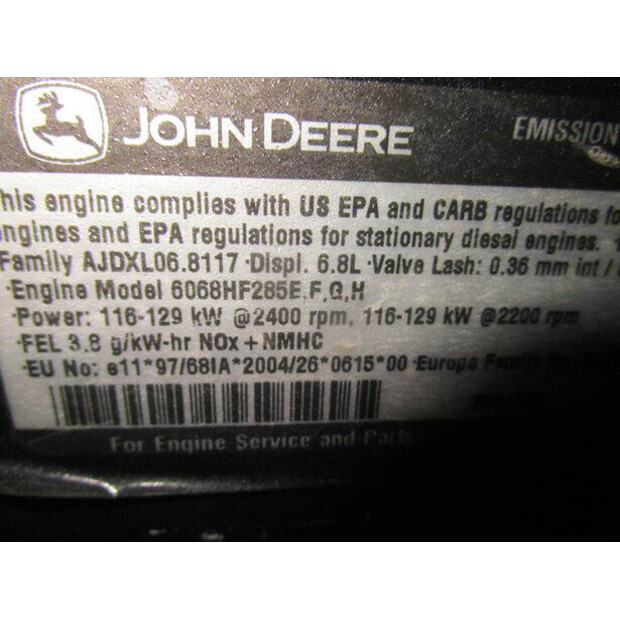 JOHN DEERE EMISSION
his engine complies with US EPA and CARB regulations fo
engines and EPA regulations for stationary diesel engines.
Family AJDXL06.8117 Displ. 6.8L Valve Lash: 0.36 mm int /
Engine Model 6068HF285E,F,G,H
Power: 116-129 kW @2400 rpm, 116-129 kW @2200 rpm
FEL 3.8 g/kW-hr NOx + NMHC
EU No: e11*97/68IA*2004/26*0615*00 Europe Family No.
For Engine Service and Parts